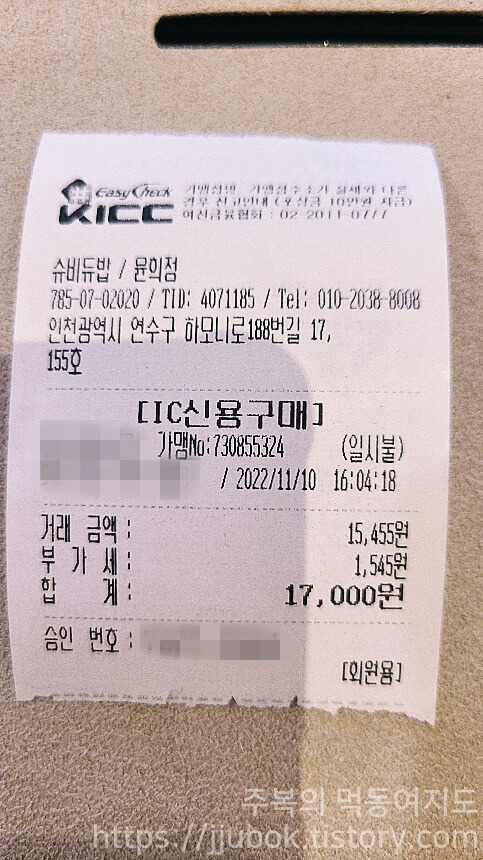 Easy Check
KICC
가맹점명, 가맹점주소가 실제와 다른
경우 신고안내 (포상금 10만원 지급)
여신금융협회 : 02-2011-0777
슈비듀밥 / 문의점
785-07-02020 / TID: 4071185 / Tel: 010-2038-8008
인천광역시 연수구 하모니로188번길 17,
155호
[IC신용구매]
가맹No:730855324 (일시불)
/ 2022/11/10 16:04:18
거래 금액 : 15,455원
부 가 세 : 1,545원
합 계 : 17,000원
승인 번호 :
[회원용]
주복의 먹동여지도
https://jjubok.tistory.com